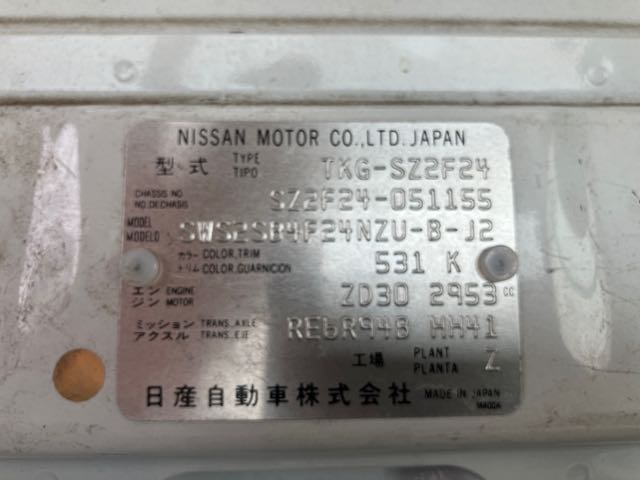 NISSAN MOTOR CO.,LTD. JAPAN
型式 TYPE TIPO TKG-SZ2F24
CHASSIS NO NO.DECHASIS SZ2F24-051155
MODEL MODELO SWS2SB4F24NZU-B-J2
カラー COLOR,TRIM トリム COLOR,GUARNICION 531 K
エンジン ENGINE MOTOR ZD30 2953 cc
ミッション TRANS. AXLE アクスル TRANS. EJE RE6R94B MH41
工場 PLANT PLANTA Z
日産自動車株式会社 MADE IN JAPAN